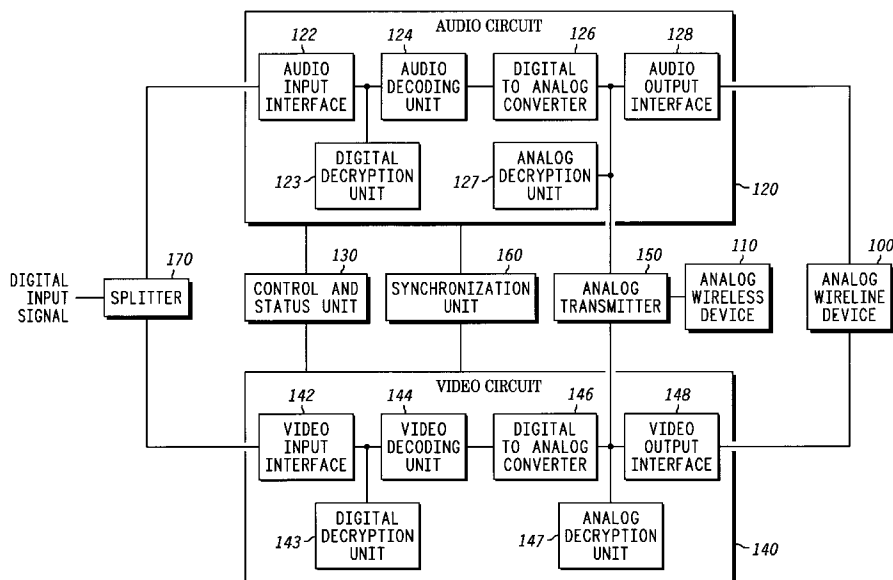 AUDIO CIRCUIT
122
124
126
128
AUDIO
INPUT
INTERFACE
AUDIO
DECODING
UNIT
DIGITAL
TO ANALOG
CONVERTER
AUDIO
OUTPUT
INTERFACE
123
DIGITAL
DECRYPTION
UNIT
127
ANALOG
DECRYPTION
UNIT
120
DIGITAL
INPUT
SIGNAL
170
SPLITTER
130
CONTROL AND
STATUS UNIT
160
SYNCHRONIZATION
UNIT
150
ANALOG
TRANSMITTER
110
ANALOG
WIRELESS
DEVICE
100
ANALOG
WIRELINE
DEVICE
VIDEO CIRCUIT
142
144
146
148
VIDEO
INPUT
INTERFACE
VIDEO
DECODING
UNIT
DIGITAL
TO ANALOG
CONVERTER
VIDEO
OUTPUT
INTERFACE
143
DIGITAL
DECRYPTION
UNIT
147
ANALOG
DECRYPTION
UNIT
140